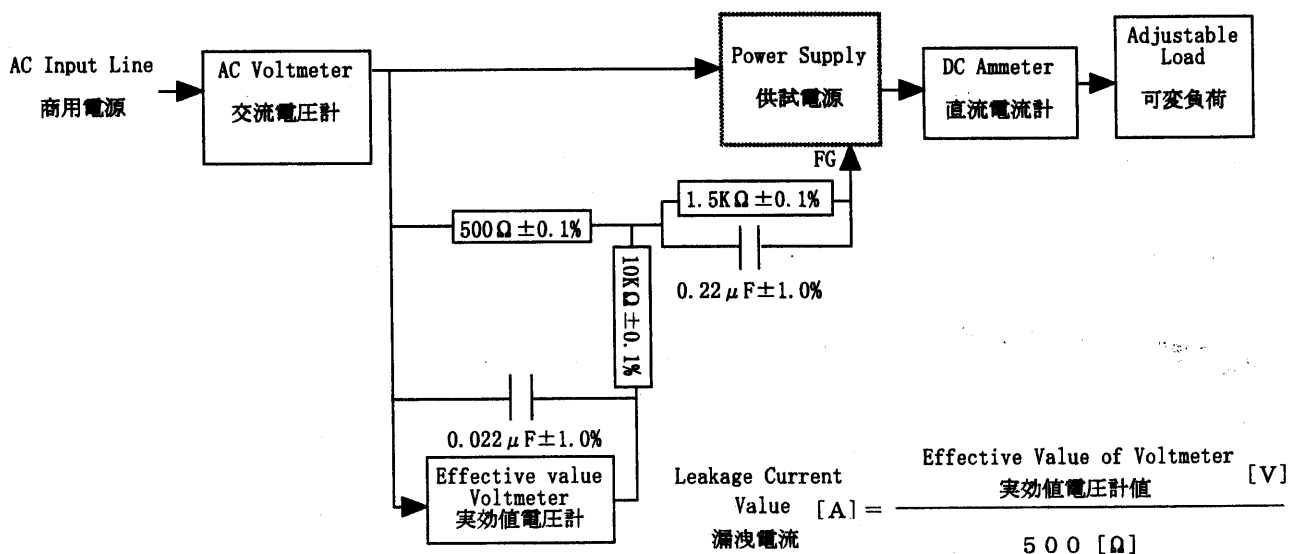 AC Input Line
商用電源
AC Voltmeter
交流電圧計
Power Supply
供試電源
DC Ammeter
直流電流計
Adjustable
Load
可変負荷
FG
500Ω±0.1%
1.5KΩ±0.1%
0.22μF±1.0%
10KΩ±0.1%
0.022μF±1.0%
Effective value
Voltmeter
実効値電圧計
Leakage Current
Value [A]=
漏洩電流
Effective Value of Voltmeter
実効値電圧計値 [V]
500[Ω]